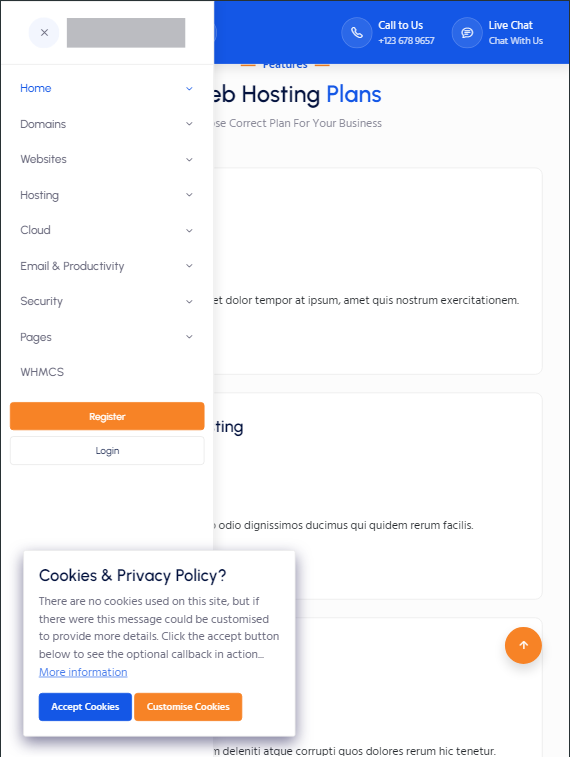 Call to Us
+123 678 9657
Live Chat
Chat With Us
Home
Domains
Websites
Hosting
Cloud
Email & Productivity
Security
Pages
WHMCS
Register
Login
Features
Hosting Plans
Correct Plan For Your Business
dolor tempor at ipsum, amet quis nostrum exercitationem.
odio dignissimos ducimus qui quidem rerum facilis.
deleniti atque corrupti quos dolores rerum hic tenetur.
Cookies & Privacy Policy?
There are no cookies used on this site, but if
there were this message could be customised
to provide more details. Click the accept button
below to see the optional callback in action...
More information
Accept Cookies
Customise Cookies